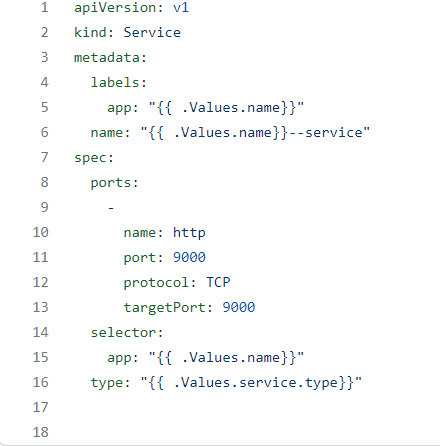 1 apiVersion: v1
2 kind: Service
3 metadata:
4   labels:
5     app: "{{ .Values.name}}"
6   name: "{{ .Values.name}}--service"
7 spec:
8   ports:
9     -
10       name: http
11       port: 9000
12       protocol: TCP
13       targetPort: 9000
14   selector:
15     app: "{{ .Values.name}}"
16   type: "{{ .Values.service.type}}"
17
18